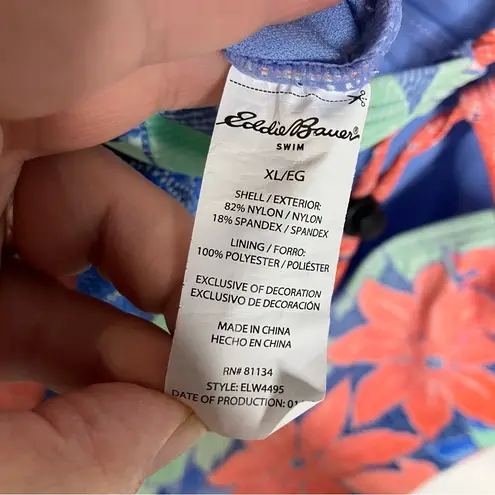 Eddie Bauer®
SWIM
XL/EG
SHELL / EXTERIOR:
82% NYLON / NYLON
18% SPANDEX / SPANDEX
LINING / FORRO:
100% POLYESTER / POLIÉSTER
EXCLUSIVE OF DECORATION
EXCLUSIVO DE DECORACIÓN
MADE IN CHINA
HECHO EN CHINA
RN# 81134
STYLE: ELW4495
DATE OF PRODUCTION: